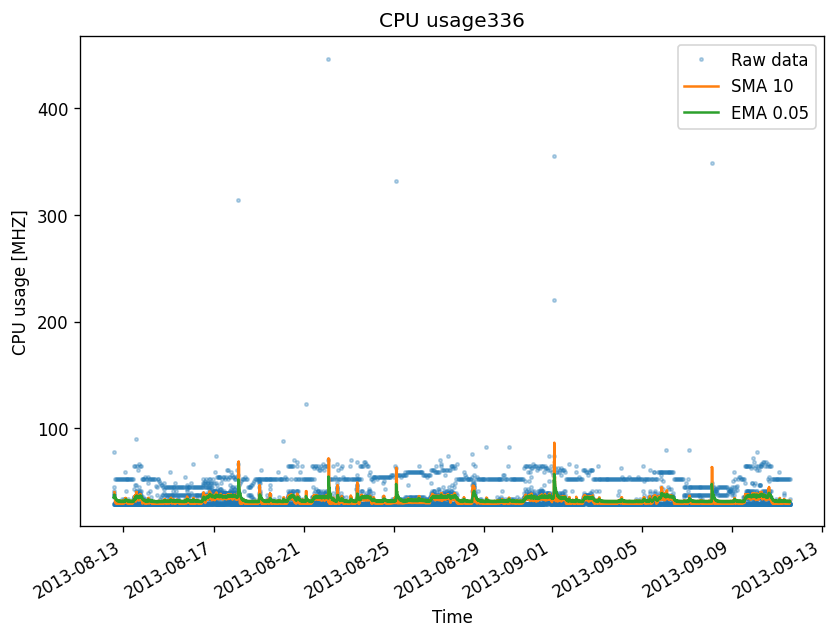 CPU usage336
Raw data
SMA 10
EMA 0.05
400
300
200
100
CPU usage [MHZ]
2013-08-13
2013-08-17
2013-08-21
2013-08-25
2013-08-29
2013-09-01
2013-09-05
2013-09-09
2013-09-13
Time